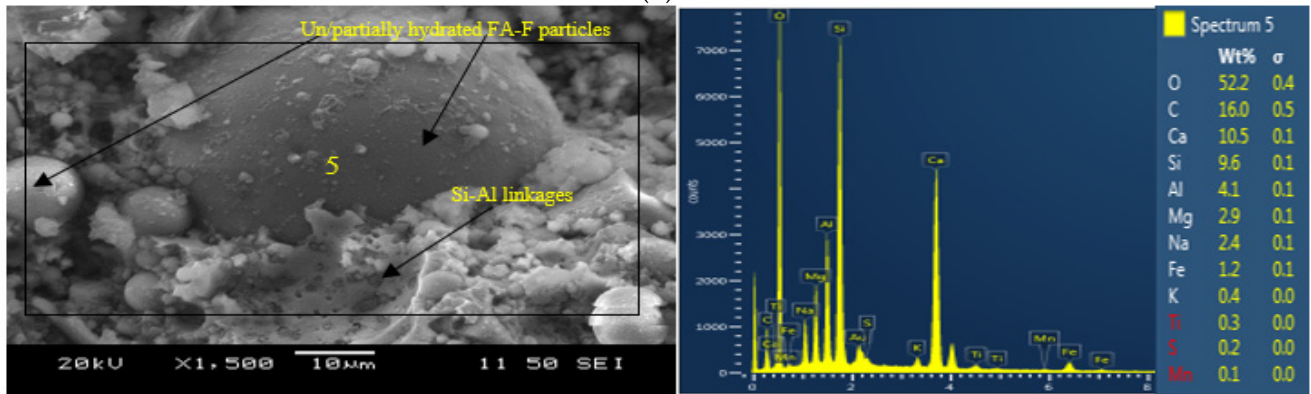 Un/partially hydrated FA-F particles
5
Si-Al linkages
20kV X1,500 10μm 11 50 SEI
Spectrum 5
Wt% σ
O 52.2 0.4
C 16.0 0.5
Ca 10.5 0.1
Si 9.6 0.1
Al 4.1 0.1
Mg 2.9 0.1
Na 2.4 0.1
Fe 1.2 0.1
K 0.4 0.0
Ti 0.3 0.0
S 0.2 0.0
Mn 0.1 0.0
O
Si
7000
6000
5000
Ca
counts
3000
Al
2000
Mg
Ti
Na
1000
C
Fe
S
Au
Ca
Mn
K
Ti
Ti
Mn
Fe
Fe
0
0
2
4
6
8